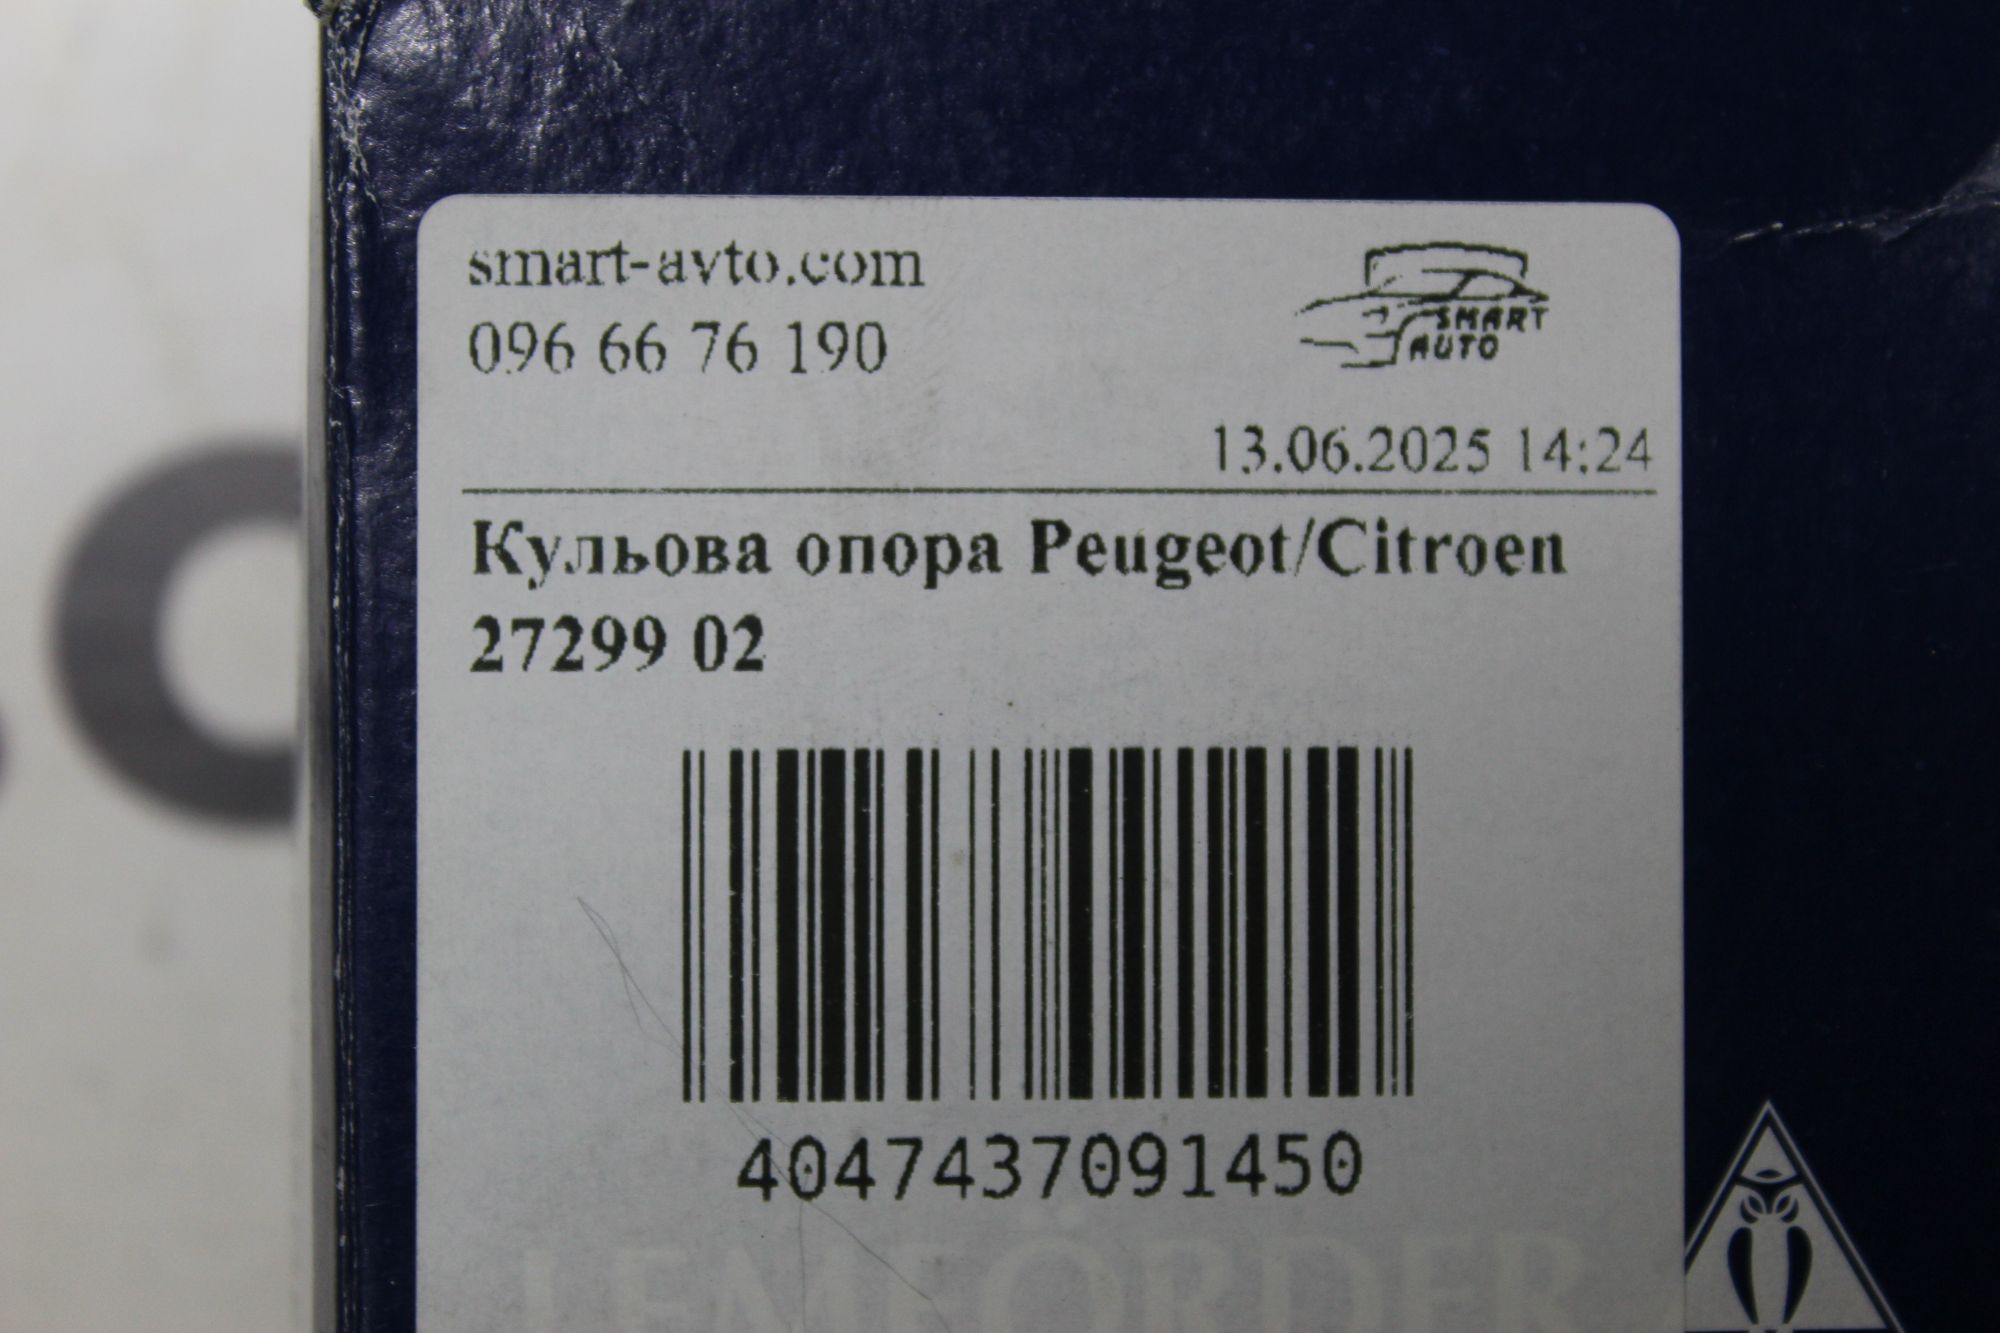 smart-avto.com
096 66 76 190
SMART
AUTO
13.06.2025 14:24
Кульова опора Peugeot/Citroen
27299 02
4047437091450
LEMFÖRDER